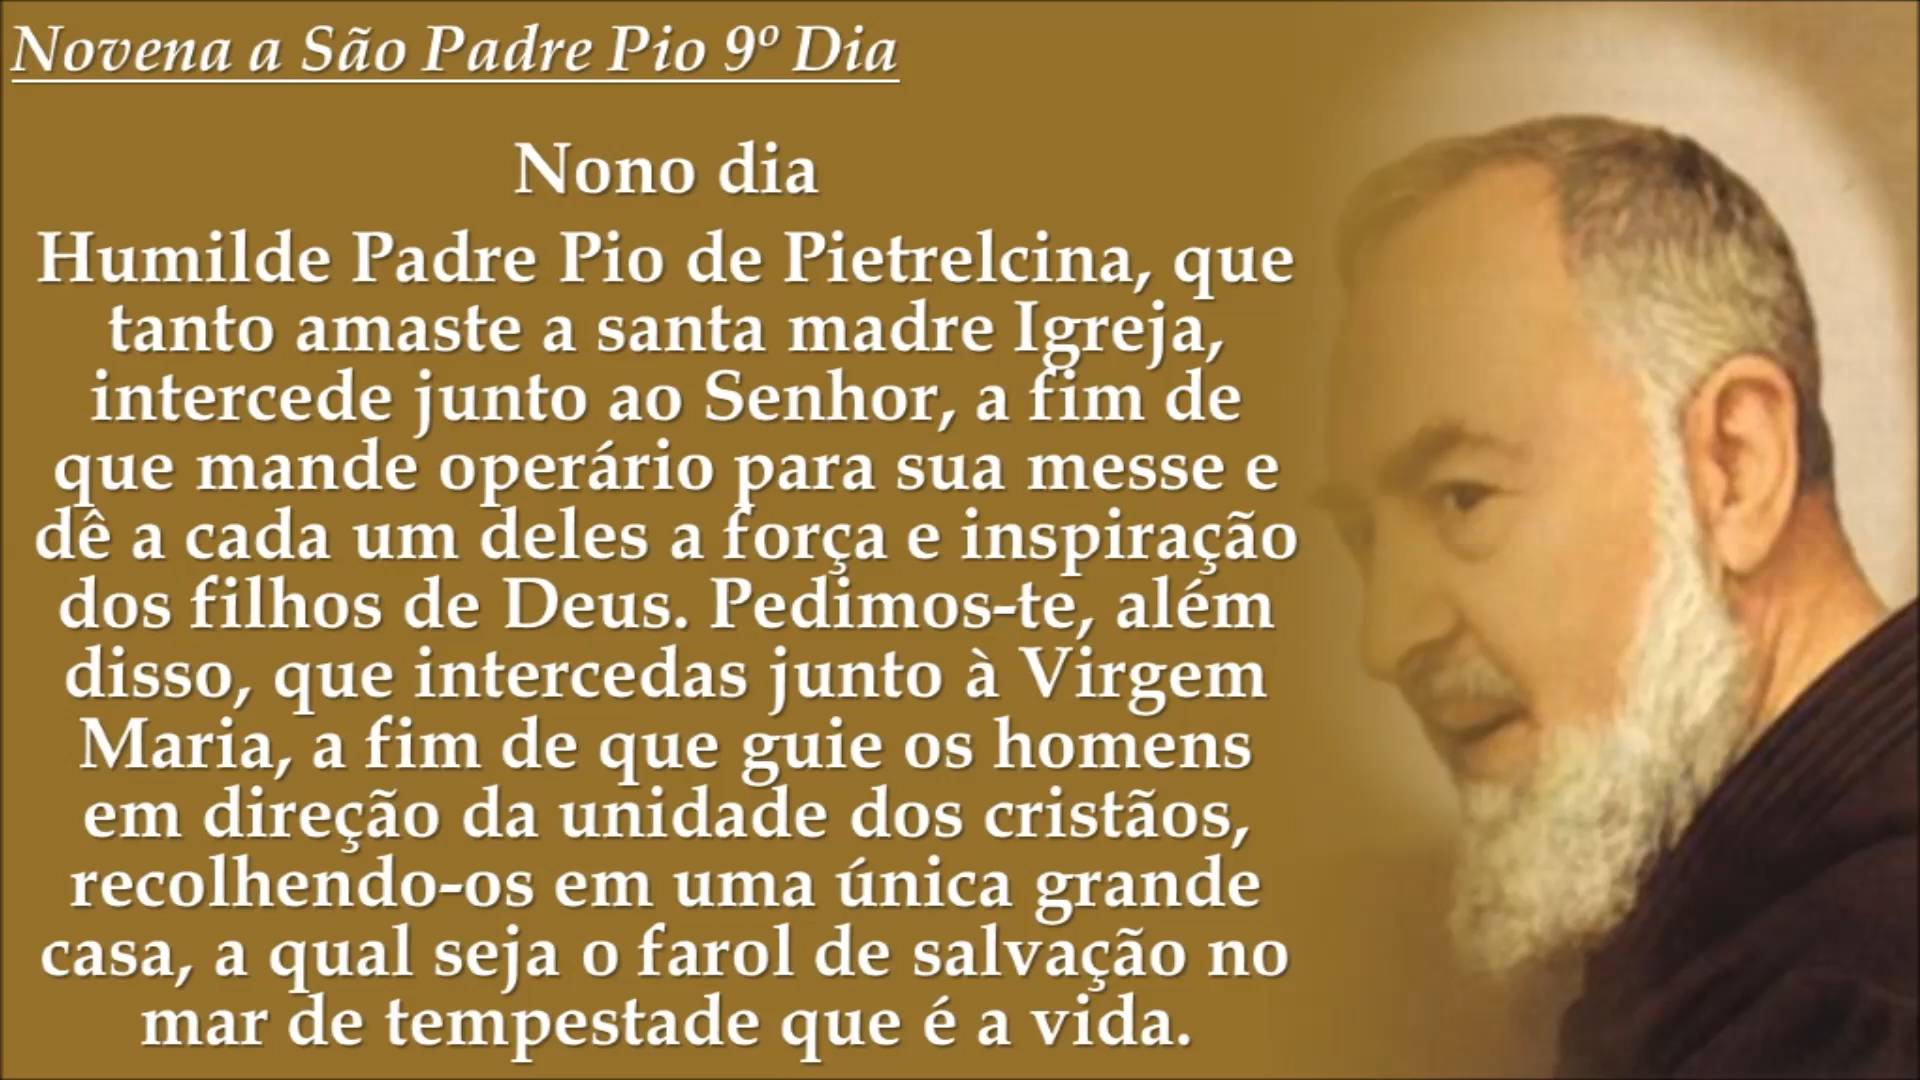 Novena a São Padre Pio 9º Dia
Nono dia
Humilde Padre Pio de Pietrelcina, que
tanto amaste a santa madre Igreja,
intercede junto ao Senhor, a fim de
que mande operário para sua messe e
dê a cada um deles a força e inspiração
dos filhos de Deus. Pedimos-te, além
disso, que intercedas junto à Virgem
Maria, a fim de que guie os homens
em direção da unidade dos cristãos,
recolhendo-os em uma única grande
casa, a qual seja o farol de salvação no
mar de tempestade que é a vida.